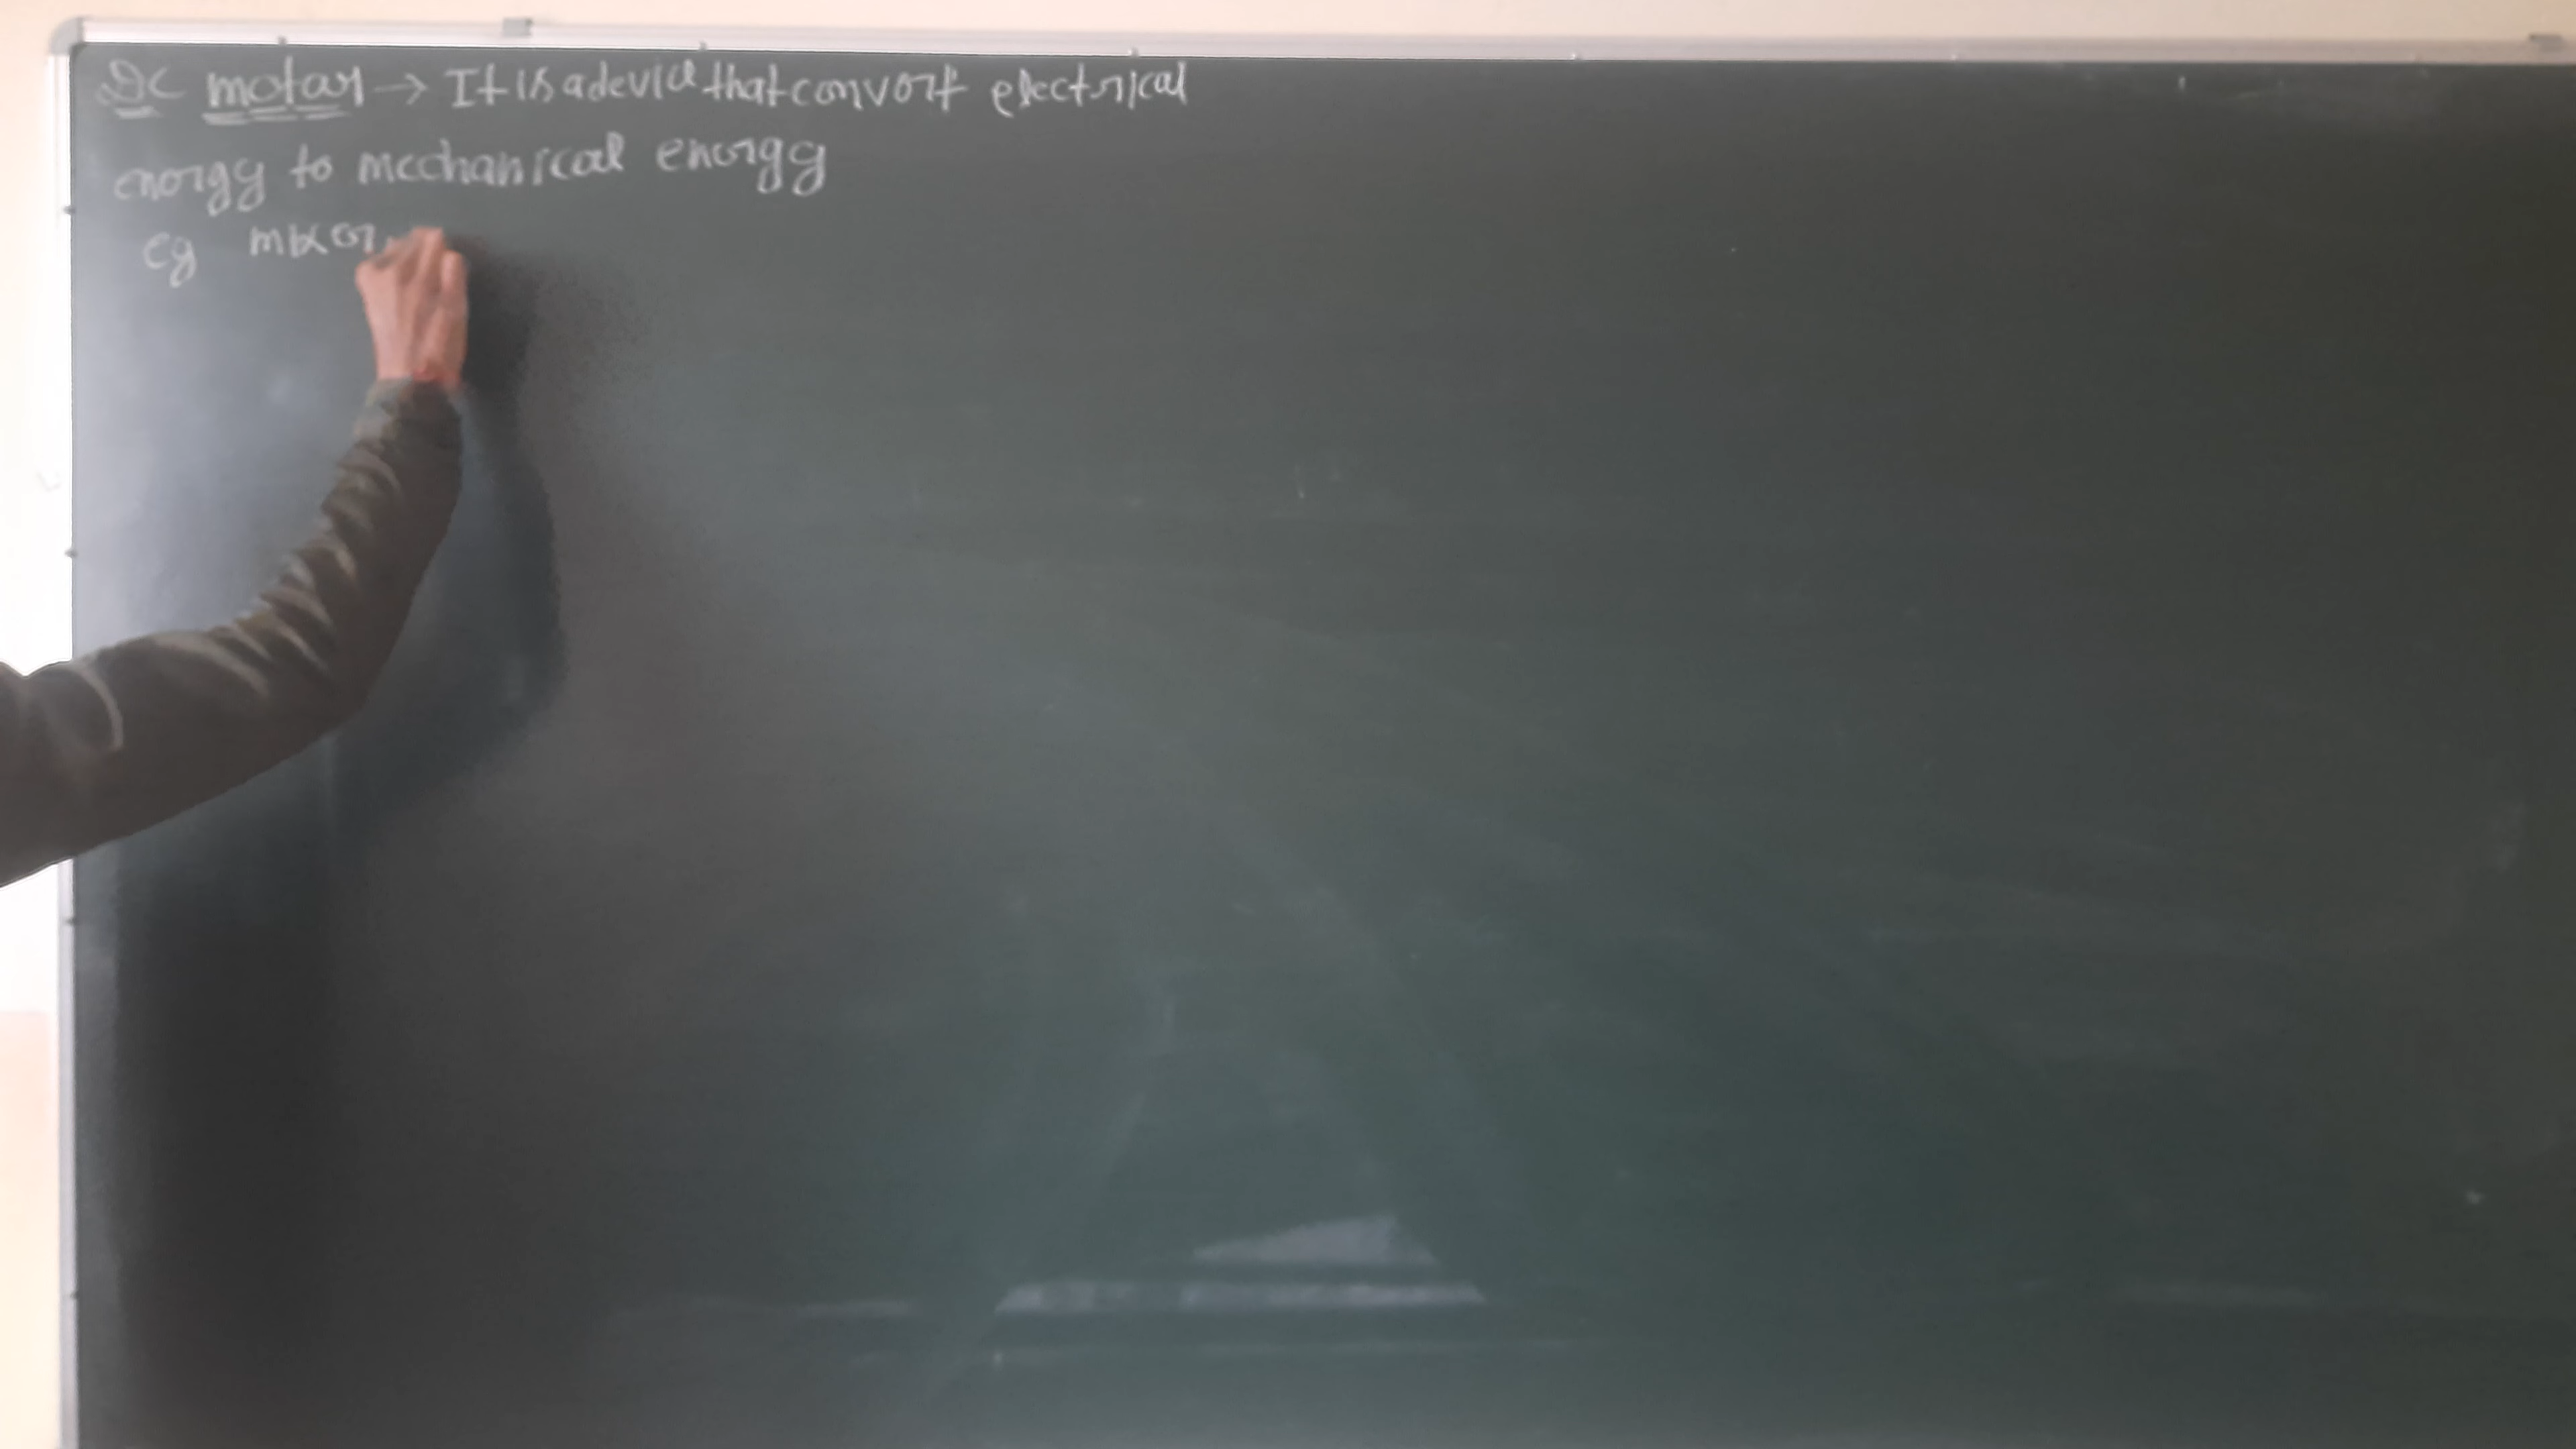 DC motor → It is a device that convert electrical
energy to mechanical energy
eg mixer,